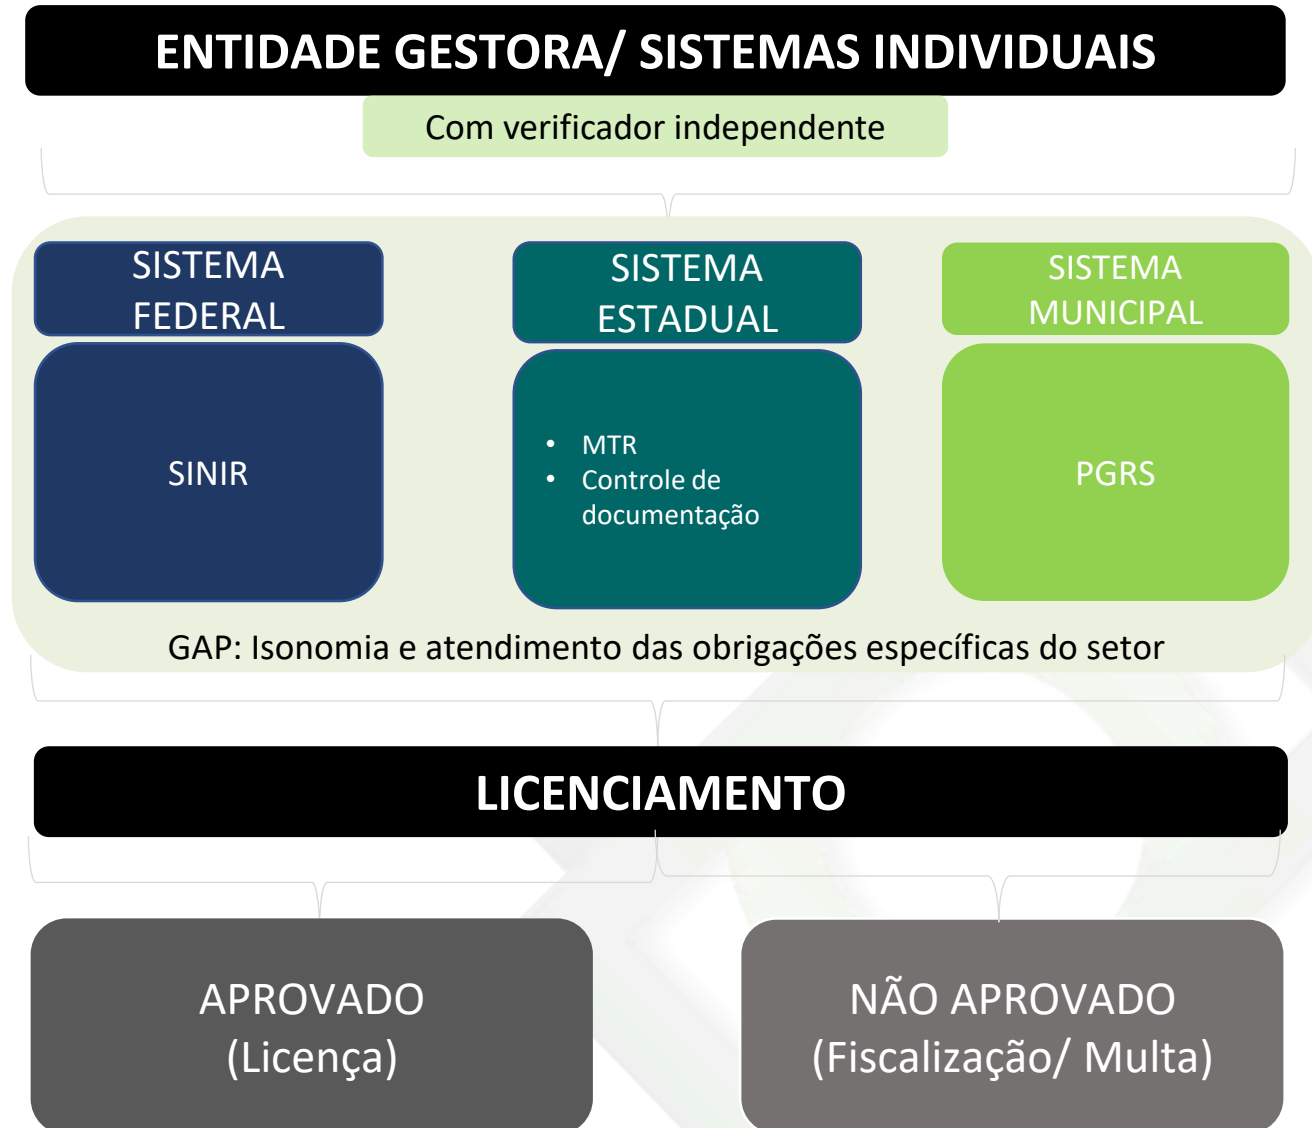 ENTIDADE GESTORA/ SISTEMAS INDIVIDUAIS
Com verificador independente
SISTEMA
FEDERAL
SINIR
SISTEMA
ESTADUAL
• MTR
• Controle de
documentação
SISTEMA
MUNICIPAL
PGRS
GAP: Isonomia e atendimento das obrigações específicas do setor
LICENCIAMENTO
APROVADO
(Licença)
NÃO APROVADO
(Fiscalização/ Multa)